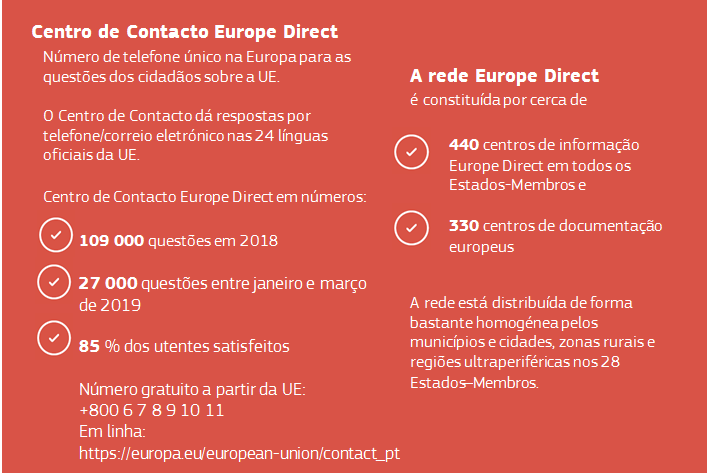 Centro de Contacto Europe Direct
Número de telefone único na Europa para as
questões dos cidadãos sobre a UE.
O Centro de Contacto dá respostas por
telefone/correio eletrónico nas 24 línguas
oficiais da UE.
Centro de Contacto Europe Direct em números:
109 000 questões em 2018
27 000 questões entre janeiro e março
de 2019
85 % dos utentes satisfeitos
Número gratuito a partir da UE:
+800 6 7 8 9 10 11
Em linha:
https://europa.eu/european-union/contact_pt
A rede Europe Direct
é constituída por cerca de
440 centros de informação
Europe Direct em todos os
Estados-Membros e
330 centros de documentação
europeus
A rede está distribuída de forma
bastante homogénea pelos
municípios e cidades, zonas rurais e
regiões ultraperiféricas nos 28
Estados–Membros.